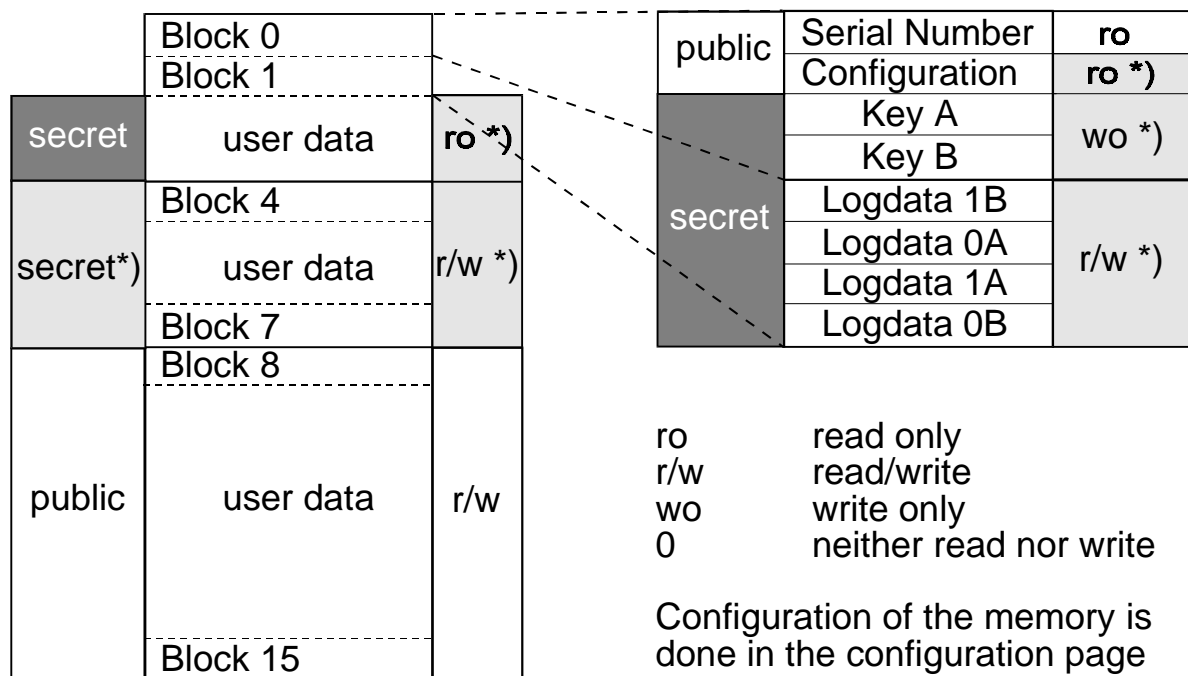 Block 0
Block 1
secret user data ro *)
Block 4
secret*) user data r/w *)
Block 7
Block 8
public user data r/w
Block 15
public Serial Number ro
Configuration ro *)
Key A wo *)
Key B
secret Logdata 1B r/w *)
Logdata 0A
Logdata 1A
Logdata 0B
ro read only
r/w read/write
wo write only
0 neither read nor write
Configuration of the memory is
done in the configuration page